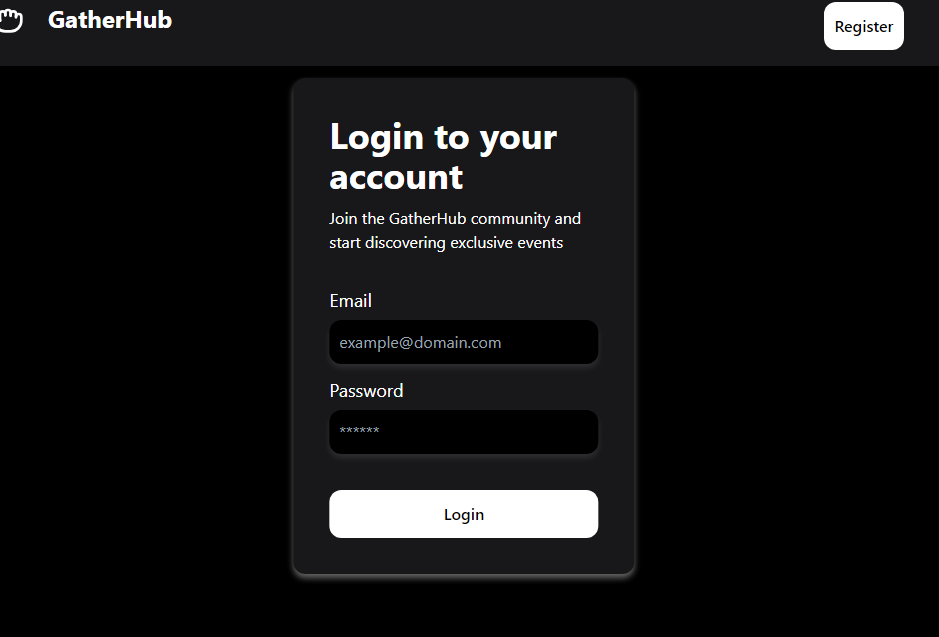 GatherHub
Register
Login to your
account
Join the GatherHub community and
start discovering exclusive events
Email
example@domain.com
Password
******
Login